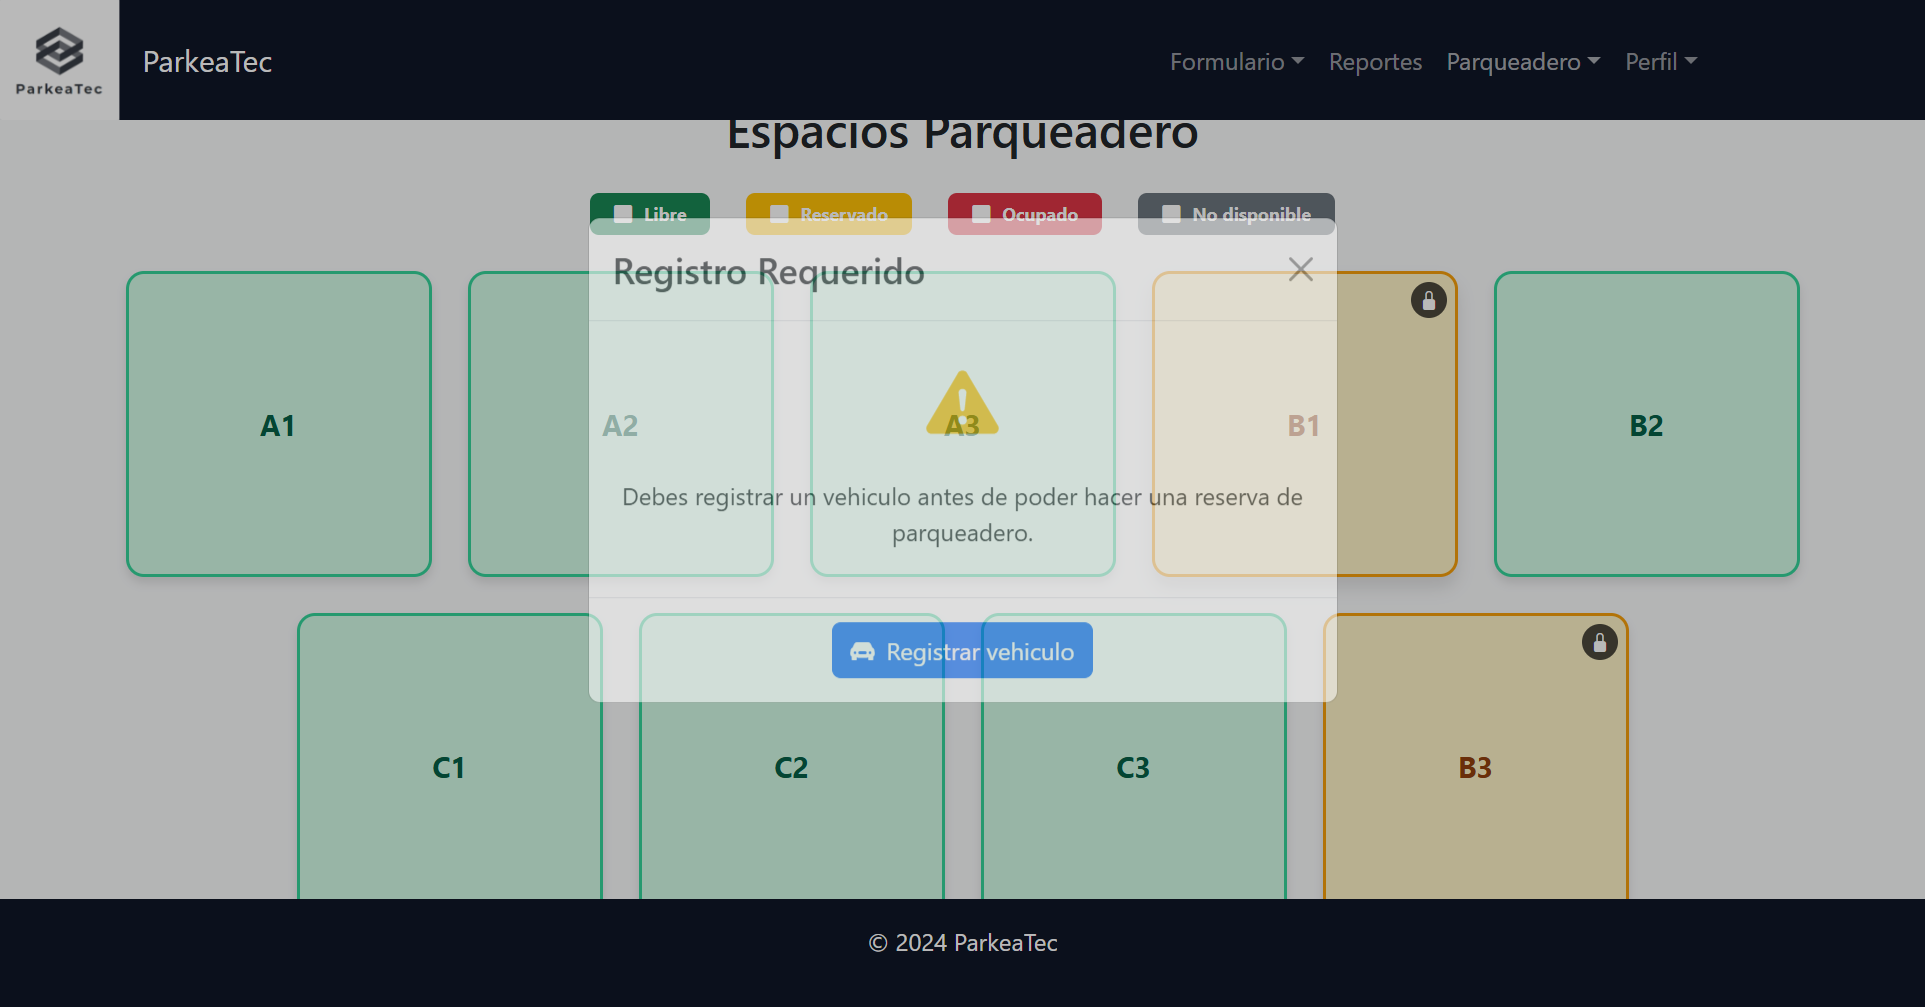 ParkeaTec
ParkeaTec
Formulario
Reportes
Parqueadero
Perfil
Espacios Parqueadero
Libre
Reservado
Ocupado
No disponible
Registro Requerido
A1
A2
A3
B1
B2
Debes registrar un vehiculo antes de poder hacer una reserva de
parqueadero.
Registrar vehiculo
C1
C2
C3
B3
© 2024 ParkeaTec